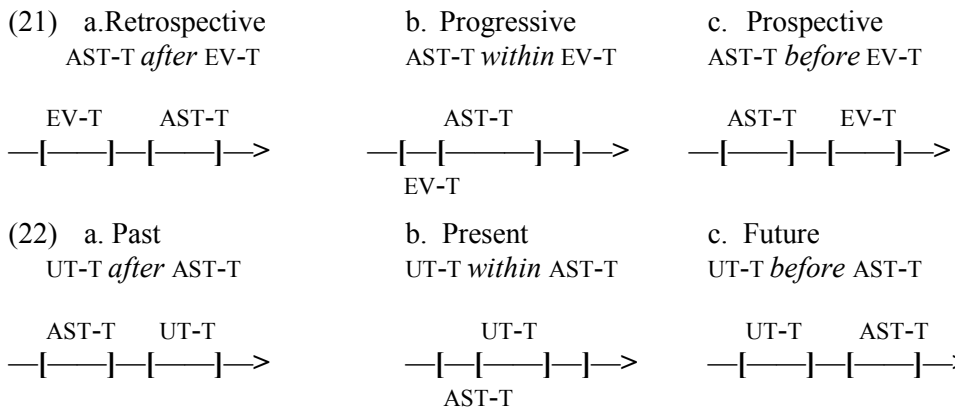 (21) a.Retrospective b. Progressive c. Prospective
AST-T after EV-T AST-T within EV-T AST-T before EV-T
EV-T AST-T AST-T AST-T EV-T
—[——]—[——]—> —[—[———]—]—> —[——]—[——]—>
EV-T
(22) a. Past b. Present c. Future
UT-T after AST-T UT-T within AST-T UT-T before AST-T
AST-T UT-T UT-T UT-T AST-T
—[——]—[——]—> —[—[——]—]—> —[——]—[——]—>
AST-T